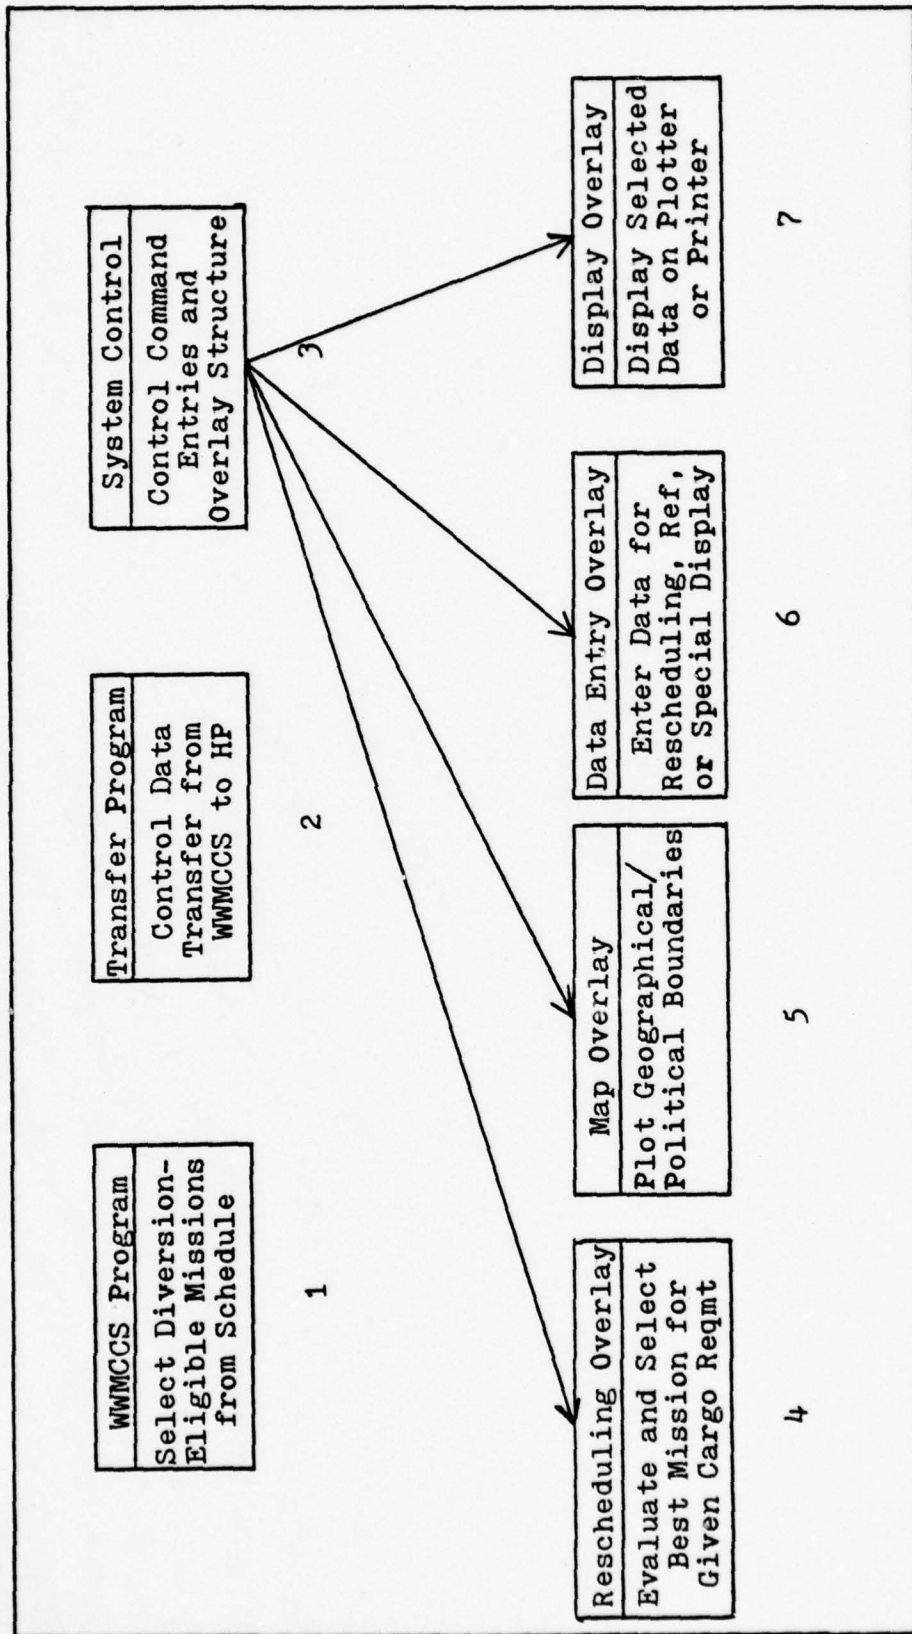 WWMCCS Program
Select Diversion-
Eligible Missions
from Schedule
1
Transfer Program
Control Data
Transfer from
WWMCCS to HP
2
System Control
Control Command
Entries and
Overlay Structure
3
Rescheduling Overlay
Evaluate and Select
Best Mission for
Given Cargo Reqmt
4
Map Overlay
Plot Geographical/
Political Boundaries
5
Data Entry Overlay
Enter Data for
Rescheduling, Ref,
or Special Display
6
Display Overlay
Display Selected
Data on Plotter
or Printer
7